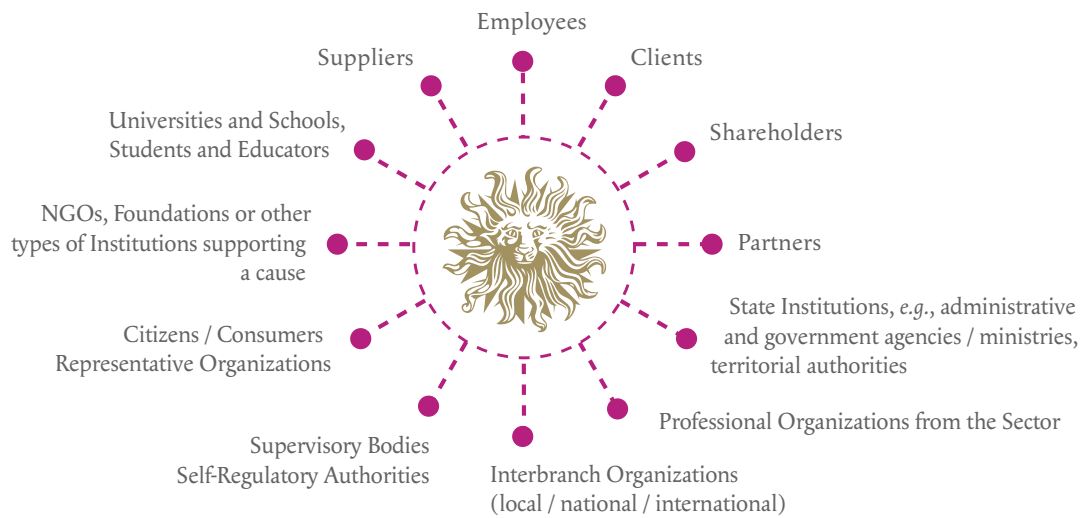 Employees
Clients
Shareholders
Partners
State Institutions, e.g., administrative
and government agencies / ministries,
territorial authorities
Professional Organizations from the Sector
Interbranch Organizations
(local / national / international)
Supervisory Bodies
Self-Regulatory Authorities
Citizens / Consumers
Representative Organizations
NGOs, Foundations or other
types of Institutions supporting
a cause
Universities and Schools,
Students and Educators
Suppliers